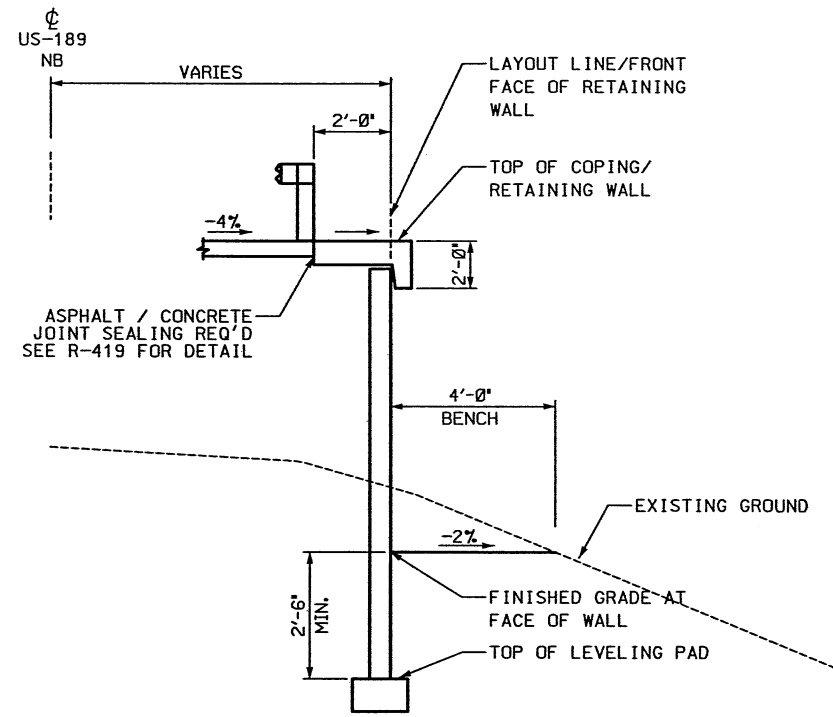 ℄
US-189
NB
VARIES
LAYOUT LINE/FRONT
FACE OF RETAINING
WALL
2'-0"
TOP OF COPING/
RETAINING WALL
-4%
2'-0"
ASPHALT / CONCRETE
JOINT SEALING REQ'D
SEE R-419 FOR DETAIL
4'-0"
BENCH
EXISTING GROUND
-2%
2'-6"
MIN.
FINISHED GRADE AT
FACE OF WALL
TOP OF LEVELING PAD